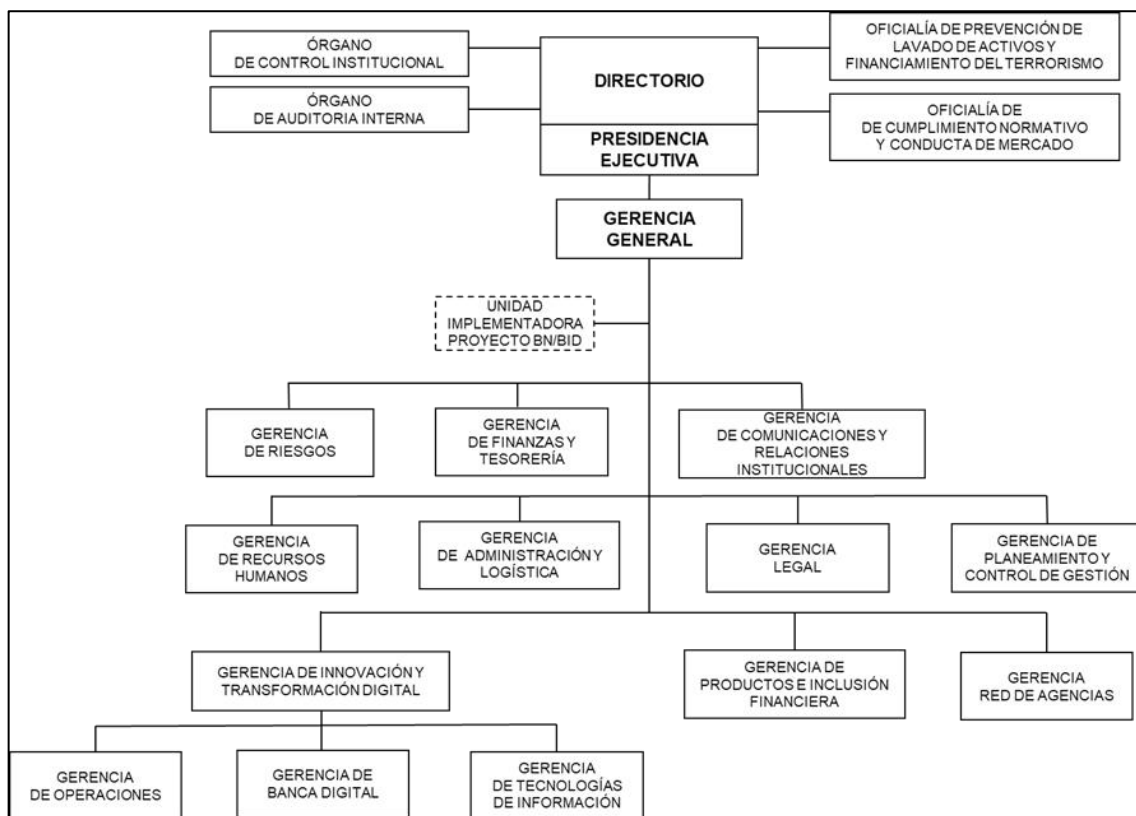 ÓRGANO
DE CONTROL INSTITUCIONAL
ÓRGANO
DE AUDITORIA INTERNA
DIRECTORIO
PRESIDENCIA
EJECUTIVA
OFICIALÍA DE PREVENCIÓN DE
LAVADO DE ACTIVOS Y
FINANCIAMIENTO DEL TERRORISMO
OFICIALÍA DE
DE CUMPLIMIENTO NORMATIVO
Y CONDUCTA DE MERCADO
GERENCIA
GENERAL
UNIDAD
IMPLEMENTADORA
PROYECTO BN/BID
GERENCIA
DE RIESGOS
GERENCIA
DE FINANZAS Y
TESORERÍA
GERENCIA
DE COMUNICACIONES Y
RELACIONES
INSTITUCIONALES
GERENCIA
DE RECURSOS
HUMANOS
GERENCIA
DE ADMINISTRACIÓN Y
LOGÍSTICA
GERENCIA
LEGAL
GERENCIA DE
PLANEAMIENTO Y
CONTROL DE GESTIÓN
GERENCIA DE INNOVACIÓN Y
TRANSFORMACIÓN DIGITAL
GERENCIA DE
PRODUCTOS E INCLUSIÓN
FINANCIERA
GERENCIA
RED DE AGENCIAS
GERENCIA
DE OPERACIONES
GERENCIA DE
BANCA DIGITAL
GERENCIA
DE TECNOLOGÍAS
DE INFORMACIÓN